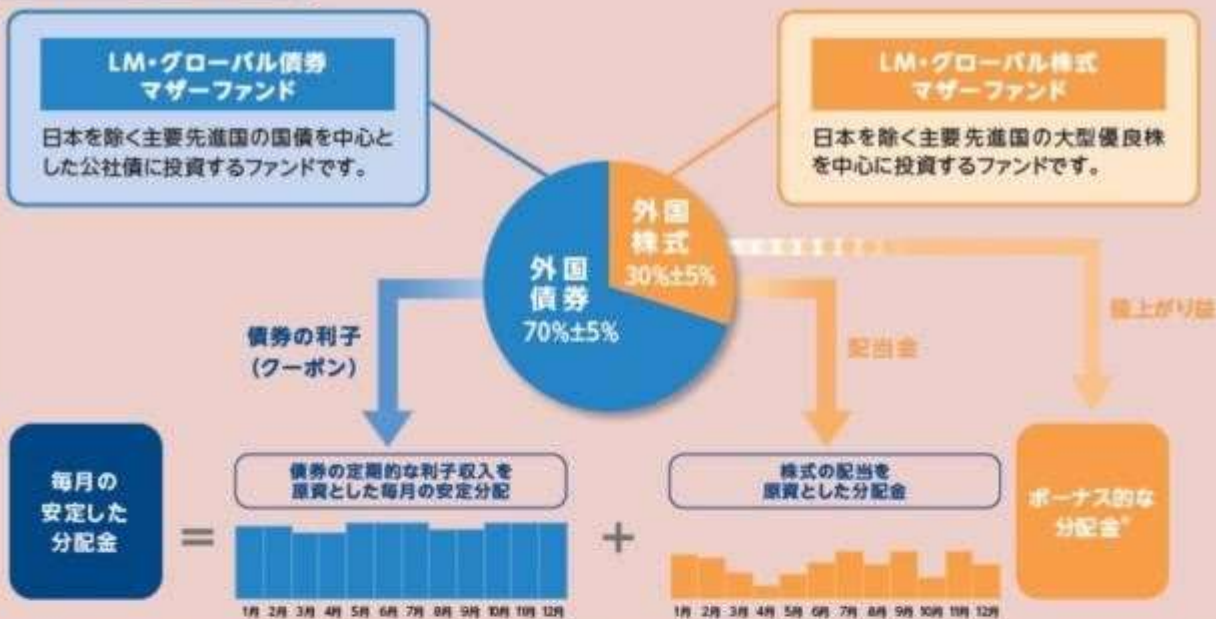 LM・グローバル債券
マザーファンド
日本を除く主要先進国の国債を中心と
した公社債に投資するファンドです。
LM・グローバル株式
マザーファンド
日本を除く主要先進国の大型優良株
を中心に投資するファンドです。
外国
株式
30%±5%
外国
債券
70%±5%
債券の利子
(クーポン)
配当金
値上がり益
毎月の
安定した
分配金
=
債券の定期的な利子収入を
原資とした毎月の安定分配
1月 2月 3月 4月 5月 6月 7月 8月 9月 10月 11月 12月
+
株式の配当を
原資とした分配金
1月 2月 3月 4月 5月 6月 7月 8月 9月 10月 11月 12月
ボーナス的な
分配金※